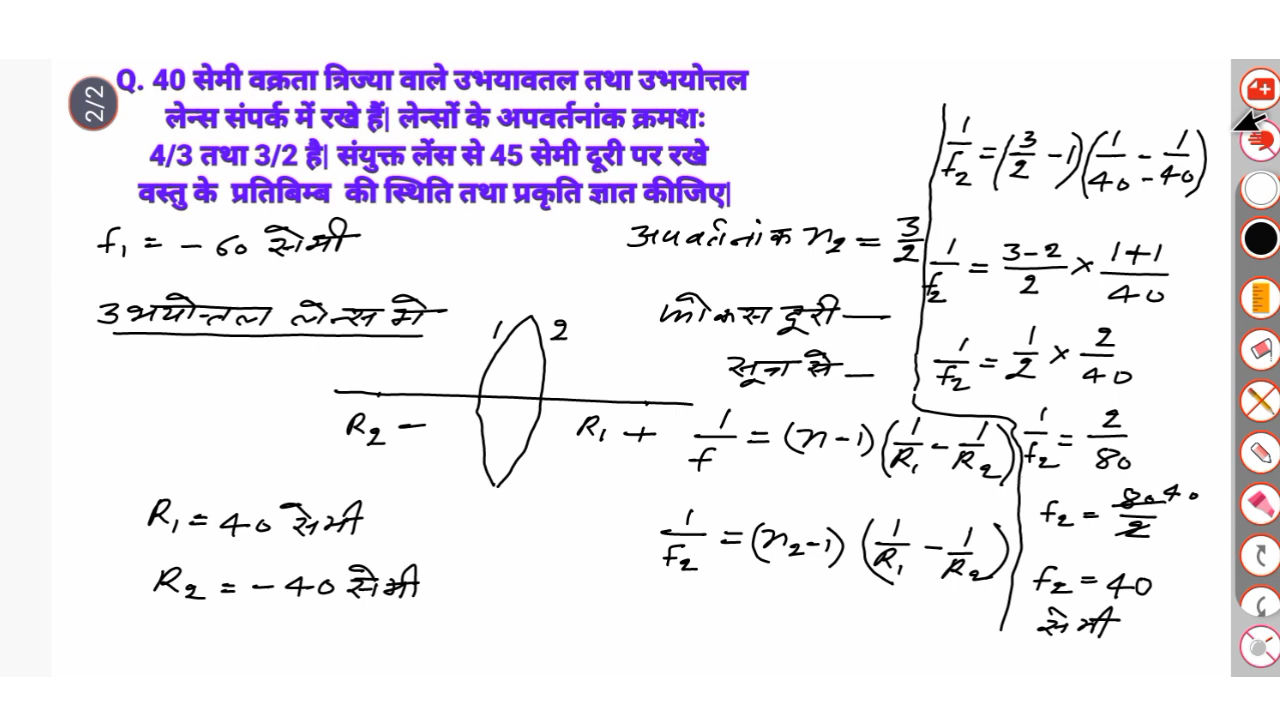 2/2
Q. 40 सेमी वक्रता त्रिज्या वाले उभयावतल तथा उभयोत्तल
लेन्स संपर्क में रखे हैं| लेन्सों के अपवर्तनांक क्रमशः
4/3 तथा 3/2 है| संयुक्त लेंस से 45 सेमी दूरी पर रखे
वस्तु के प्रतिबिम्ब की स्थिति तथा प्रकृति ज्ञात कीजिए|
f₁ = - 60 सेमी
उभयोत्तल लेन्स में
1 2
R₂ - R₁ +
R₁ = 40 सेमी
R₂ = - 40 सेमी
अपवर्तनांक n₂ = 3/2
फोकस दूरी —
सूत्र से —
1/f = (n-1) (1/R₁ - 1/R₂)
1/f₂ = (n₂-1) (1/R₁ - 1/R₂)
1/f₂ = (3/2 - 1) (1/40 - 1/-40)
1/f₂ = 3-2/2 × 1+1/40
1/f₂ = 1/2 × 2/40
1/f₂ = 2/80
f₂ = 80/2 40
f₂ = 40
सेमी